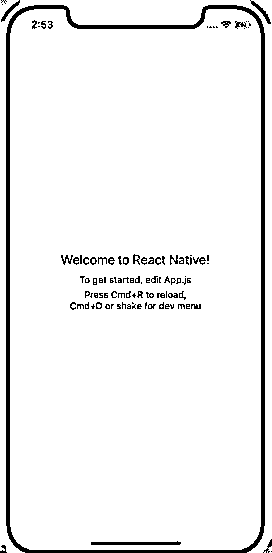 2:53
Welcome to React Native!
To get started, edit App.js
Press Cmd+R to reload,
Cmd+D or shake for dev menu